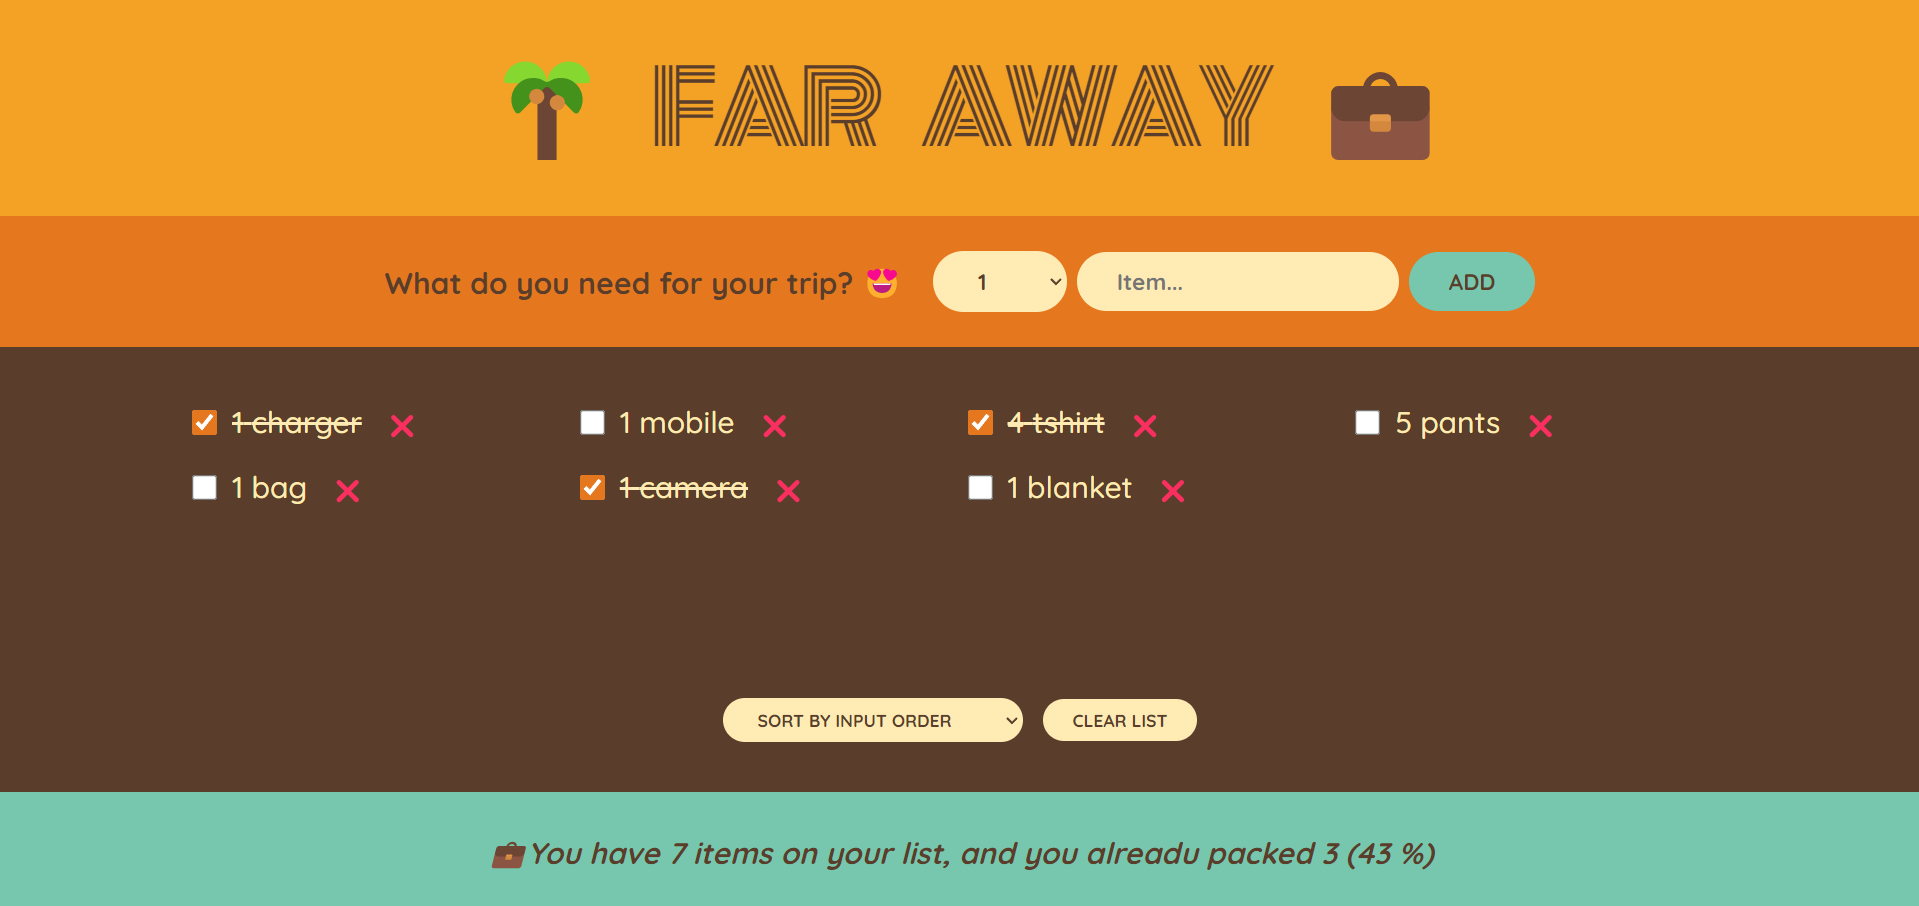 FAR AWAY
What do you need for your trip? 😍 1 Item... ADD
1 charger 1 mobile 4 tshirt 5 pants
1 bag 1 camera 1 blanket
SORT BY INPUT ORDER CLEAR LIST
You have 7 items on your list, and you alreadu packed 3 (43 %)